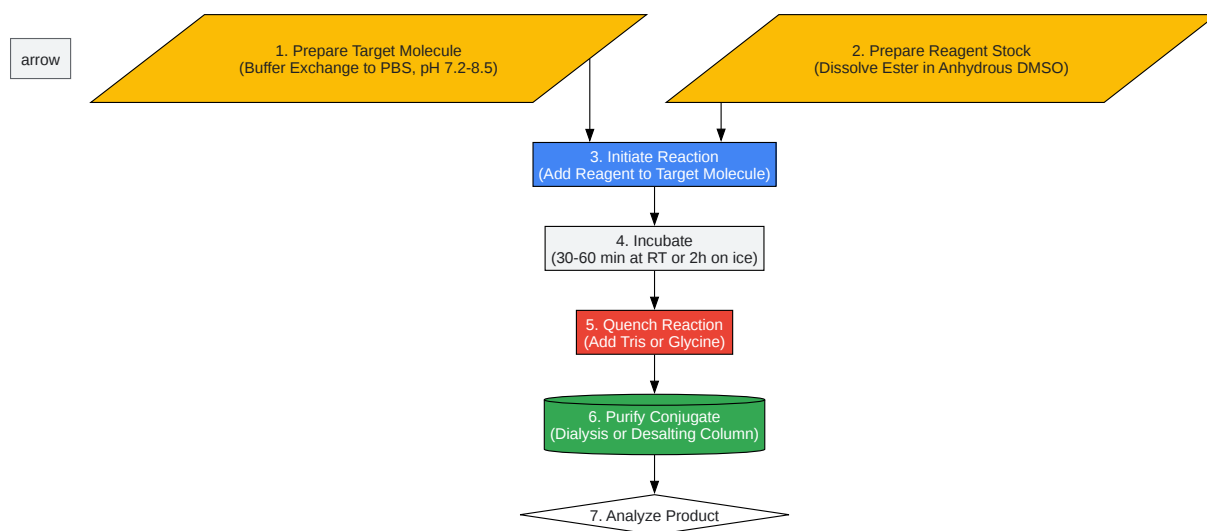 arrow
1. Prepare Target Molecule
(Buffer Exchange to PBS, pH 7.2-8.5)
2. Prepare Reagent Stock
(Dissolve Ester in Anhydrous DMSO)
3. Initiate Reaction
(Add Reagent to Target Molecule)
4. Incubate
(30-60 min at RT or 2h on ice)
5. Quench Reaction
(Add Tris or Glycine)
6. Purify Conjugate
(Dialysis or Desalting Column)
7. Analyze Product